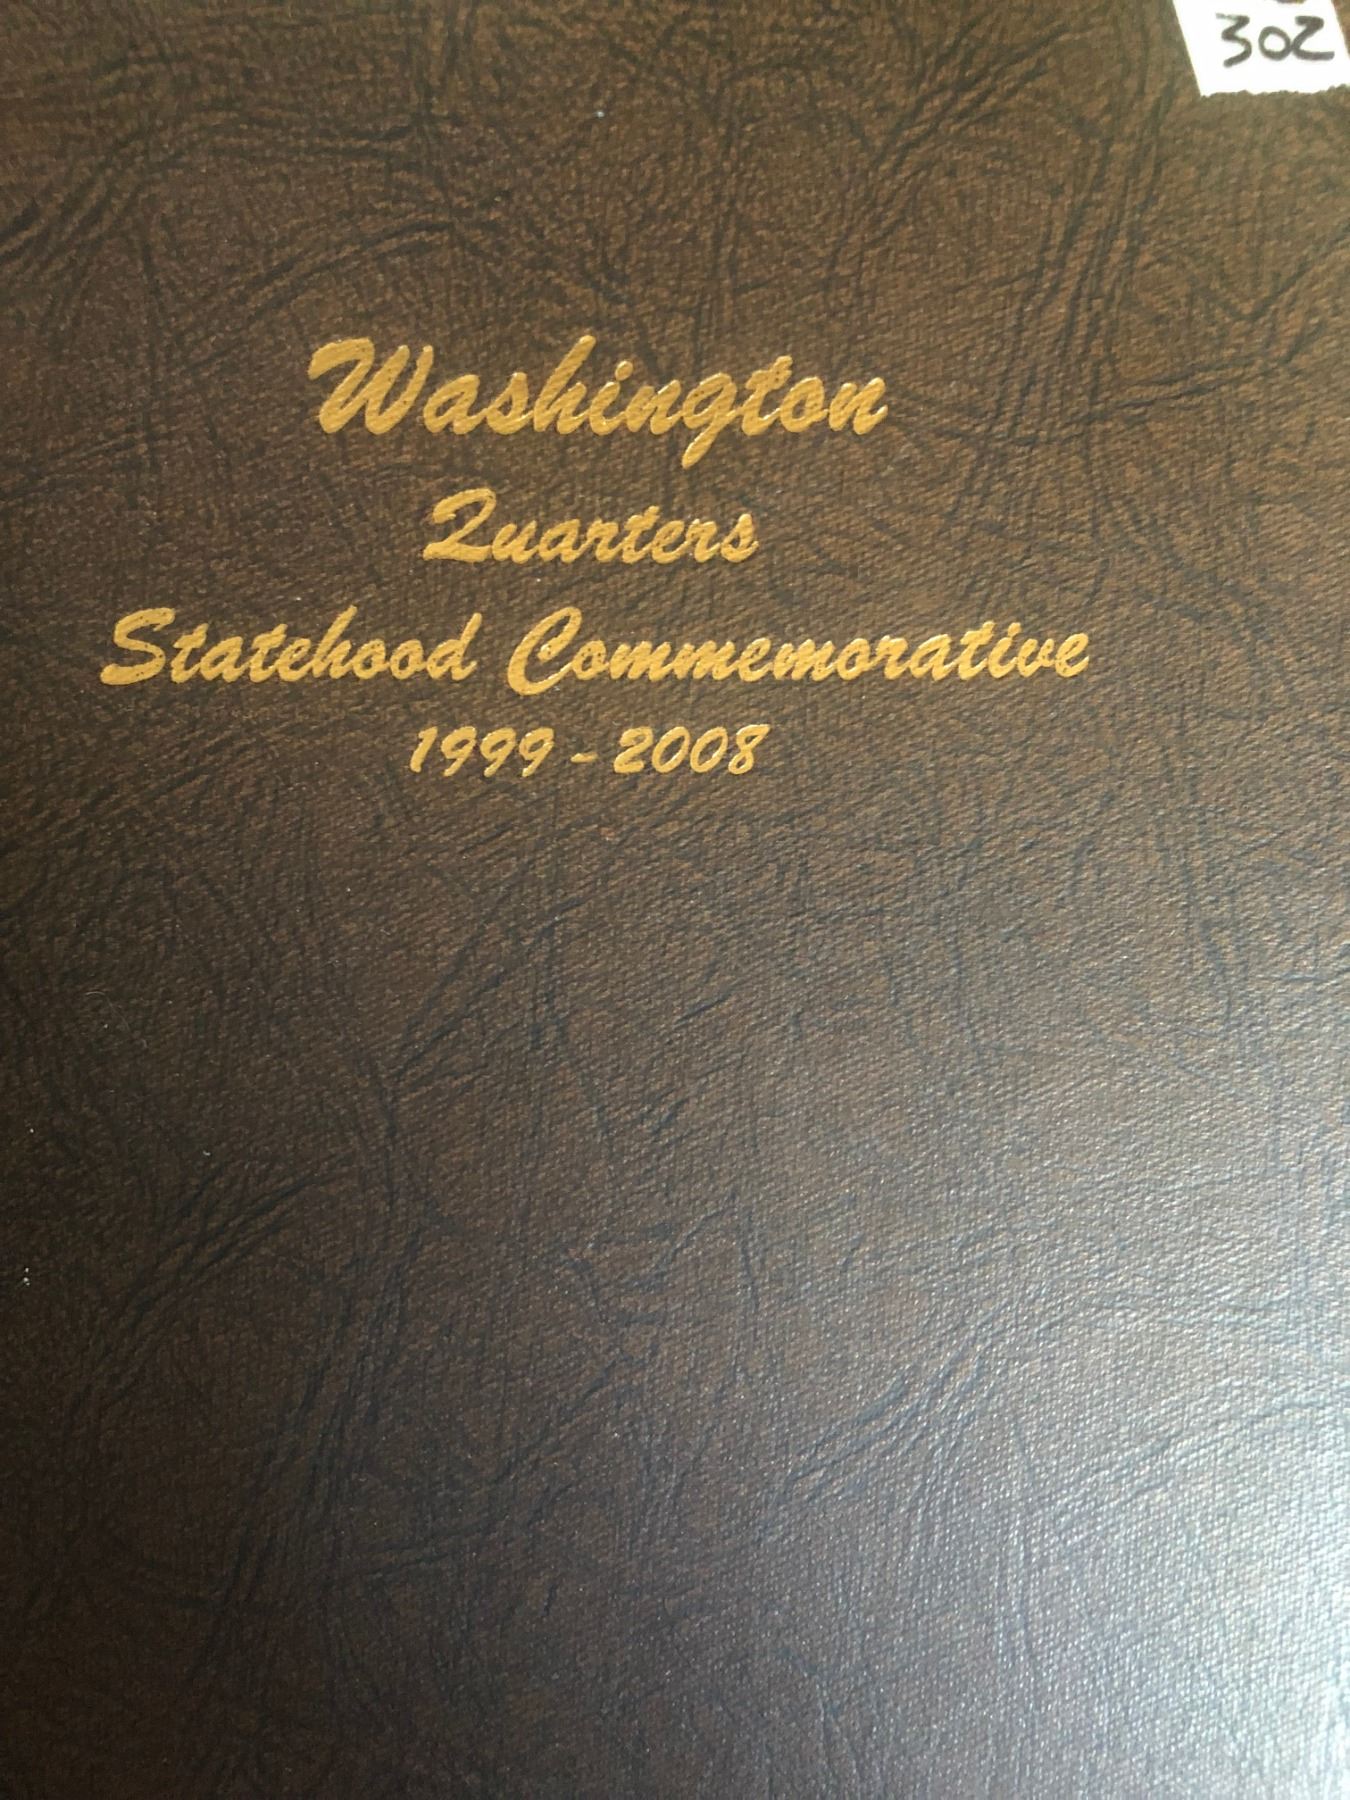 302
Washington
Quarters
Statehood Commemorative
1999 - 2008